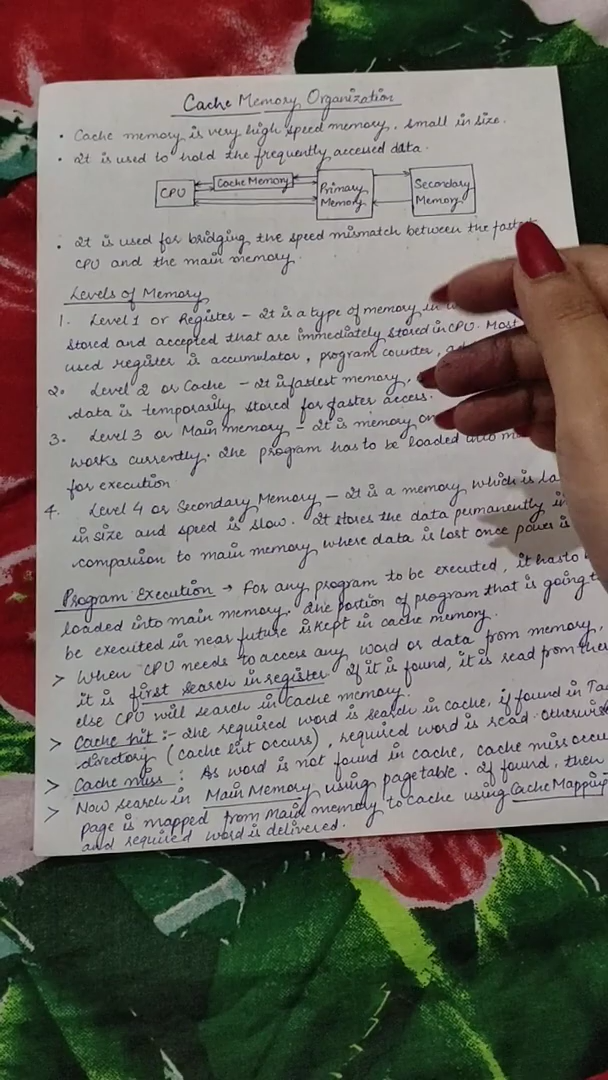 Cache Memory Organization
• Cache memory is very high speed memory, small in size.
• It is used to hold the frequently accessed data.
CPU Cache Memory Primary Memory Secondary Memory
• It is used for bridging the speed mismatch between the fastest
CPU and the main memory.
Levels of Memory
1. Level 1 or Register – It is a type of memory in
stored and accepted that are immediately stored in CPU. Most
used register is accumulator, program counter,
2. Level 2 or Cache – It is fastest memory,
data is temporarily stored for faster access.
3. Level 3 or Main Memory – It is memory on
works currently. The program has to be loaded into
for execution
4. Level 4 or Secondary Memory – It is a memory which is
in size and speed is slow. It stores the data permanently in
comparison to main memory where data is lost once power is
Program Execution → For any program to be executed, it has to
loaded into main memory. The portion of program that is going to
be executed in near future is kept in cache memory.
> When CPU needs to access any word or data from memory,
it is first search in register. If it is found, it is read from
else CPU will search in cache memory.
> Cache hit :- The required word is search in cache, if found in
directory (cache hit occurs), required word is read. Otherwise
> Cache miss : As word is not found in cache, cache miss
> Now search in Main Memory using page table. If found, then
page is mapped from Main memory to cache using Cache Mapping
and required word is delivered.